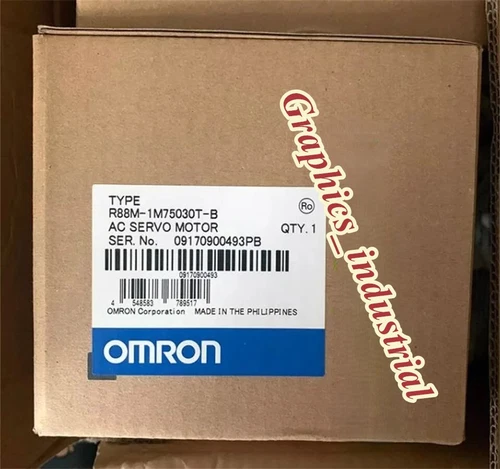 TYPE
R88M-1M75030T-B
AC SERVO MOTOR
QTY. 1
SER. No. 09170900493PB
Ro
09170900493
4 548583 789517
OMRON Corporation MADE IN THE PHILIPPINES
OMRON
Graphics_industrial